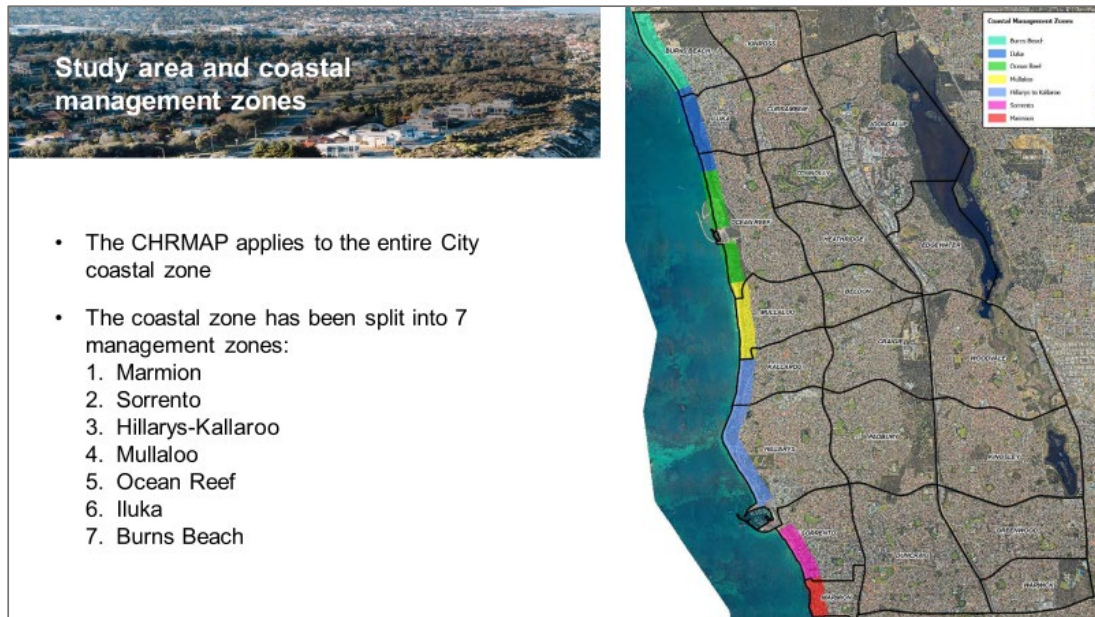 Study area and coastal
management zones
• The CHRMAP applies to the entire City
coastal zone
• The coastal zone has been split into 7
management zones:
1. Marmion
2. Sorrento
3. Hillarys-Kallaroo
4. Mullaloo
5. Ocean Reef
6. Iluka
7. Burns Beach
Coastal Management Zones
Burns Beach
Iluka
Ocean Reef
Mullaloo
Hillarys to Kallaroo
Sorrento
Marmion
BURNS BEACH
KINROSS
ILUKA
CURRAMBINE
JOONDALUP
CONNOLLY
OCEAN REEF
HEATHRIDGE
EDGEWATER
BELDON
MULLALOO
CRAIGIE
WOODVALE
KALLAROO
HILLARYS
PADBURY
KINGSLEY
SORRENTO
DUNCRAIG
GREENWOOD
MARMION
WARWICK